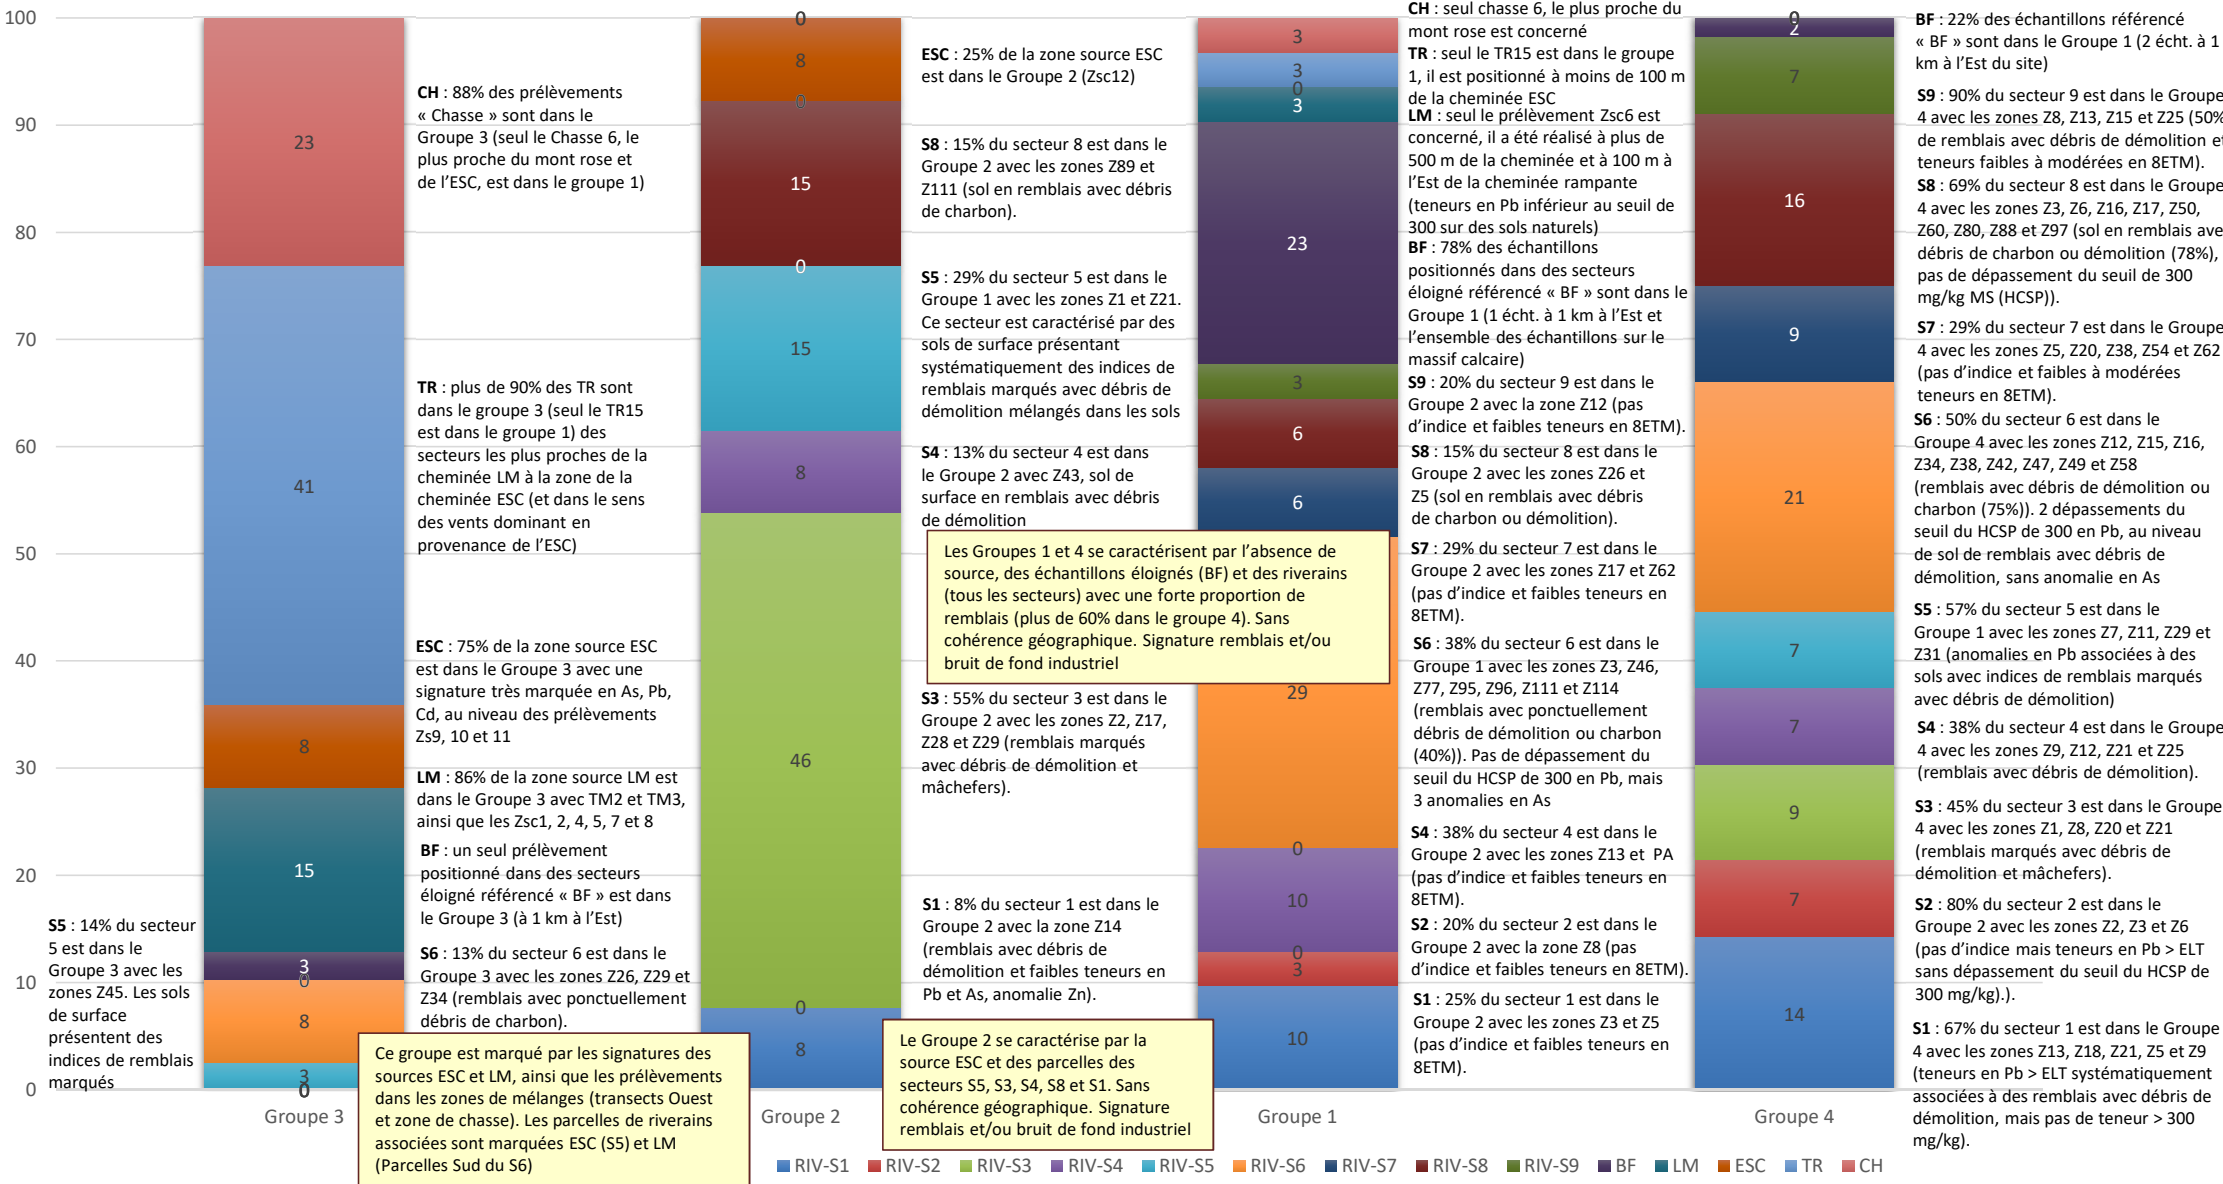 100
90
80
70
60
50
40
30
20
10
0
S5 : 14% du secteur
5 est dans le
Groupe 3 avec les
zones Z45. Les sols
de surface
présentent des
indices de remblais
marqués
23
41
8
15
3
0
8
3
0
Groupe 3
CH : 88% des prélèvements
« Chasse » sont dans le
Groupe 3 (seul le Chasse 6, le
plus proche du mont rose et
de l'ESC, est dans le groupe 1)
TR : plus de 90% des TR sont
dans le groupe 3 (seul le TR15
est dans le groupe 1) des
secteurs les plus proches de la
cheminée LM à la zone de la
cheminée ESC (et dans le sens
des vents dominant en
provenance de l'ESC)
ESC : 75% de la zone source ESC
est dans le Groupe 3 avec une
signature très marquée en As, Pb,
Cd, au niveau des prélèvements
Zs9, 10 et 11
LM : 86% de la zone source LM est
dans le Groupe 3 avec TM2 et TM3,
ainsi que les Zsc1, 2, 4, 5, 7 et 8
BF : un seul prélèvement
positionné dans des secteurs
éloigné référencé « BF » est dans
le Groupe 3 (à 1 km à l'Est)
S6 : 13% du secteur 6 est dans le
Groupe 3 avec les zones Z26, Z29 et
Z34 (remblais avec ponctuellement
débris de charbon).
Ce groupe est marqué par les signatures des
sources ESC et LM, ainsi que les prélèvements
dans les zones de mélanges (transects Ouest
et zone de chasse). Les parcelles de riverains
associées sont marquées ESC (S5) et LM
(Parcelles Sud du S6)
0
8
0
15
0
15
8
46
0
8
Groupe 2
ESC : 25% de la zone source ESC
est dans le Groupe 2 (Zsc12)
S8 : 15% du secteur 8 est dans le
Groupe 2 avec les zones Z89 et
Z111 (sol en remblais avec débris
de charbon).
S5 : 29% du secteur 5 est dans le
Groupe 1 avec les zones Z1 et Z21.
Ce secteur est caractérisé par des
sols de surface présentant
systématiquement des indices de
remblais marqués avec débris de
démolition mélangés dans les sols
S4 : 13% du secteur 4 est dans
le Groupe 2 avec Z43, sol de
surface en remblais avec débris
de démolition
Les Groupes 1 et 4 se caractérisent par l'absence de
source, des échantillons éloignés (BF) et des riverains
(tous les secteurs) avec une forte proportion de
remblais (plus de 60% dans le groupe 4). Sans
cohérence géographique. Signature remblais et/ou
bruit de fond industriel
S3 : 55% du secteur 3 est dans le
Groupe 2 avec les zones Z2, Z17,
Z28 et Z29 (remblais marqués
avec débris de démolition et
mâchefers).
S1 : 8% du secteur 1 est dans le
Groupe 2 avec la zone Z14
(remblais avec débris de
démolition et faibles teneurs en
Pb et As, anomalie Zn).
Le Groupe 2 se caractérise par la
source ESC et des parcelles des
secteurs S5, S3, S4, S8 et S1. Sans
cohérence géographique. Signature
remblais et/ou bruit de fond industriel
3
3
0
3
23
3
6
6
29
0
10
0
3
10
Groupe 1
CH : seul chasse 6, le plus proche du
mont rose est concerné
TR : seul le TR15 est dans le groupe
1, il est positionné à moins de 100 m
de la cheminée ESC
LM : seul le prélèvement Zsc6 est
concerné, il a été réalisé à plus de
500 m de la cheminée et à 100 m à
l'Est de la cheminée rampante
(teneurs en Pb inférieur au seuil de
300 sur des sols naturels)
BF : 78% des échantillons
positionnés dans des secteurs
éloigné référencé « BF » sont dans le
Groupe 1 (1 écht. à 1 km à l'Est et
l'ensemble des échantillons sur le
massif calcaire)
S9 : 20% du secteur 9 est dans le
Groupe 2 avec la zone Z12 (pas
d'indice et faibles teneurs en 8ETM).
S8 : 15% du secteur 8 est dans le
Groupe 2 avec les zones Z26 et
Z5 (sol en remblais avec débris
de charbon ou démolition).
S7 : 29% du secteur 7 est dans le
Groupe 2 avec les zones Z17 et Z62
(pas d'indice et faibles teneurs en
8ETM).
S6 : 38% du secteur 6 est dans le
Groupe 1 avec les zones Z3, Z46,
Z77, Z95, Z96, Z111 et Z114
(remblais avec ponctuellement
débris de démolition ou charbon
(40%)). Pas de dépassement du
seuil du HCSP de 300 en Pb, mais
3 anomalies en As
S4 : 38% du secteur 4 est dans le
Groupe 2 avec les zones Z13 et PA
(pas d'indice et faibles teneurs en
8ETM).
S2 : 20% du secteur 2 est dans le
Groupe 2 avec la zone Z8 (pas
d'indice et faibles teneurs en 8ETM).
S1 : 25% du secteur 1 est dans le
Groupe 2 avec les zones Z3 et Z5
(pas d'indice et faibles teneurs en
8ETM).
0
2
7
16
9
21
7
7
9
7
14
Groupe 4
BF : 22% des échantillons référencé
« BF » sont dans le Groupe 1 (2 écht. à 1
km à l'Est du site)
S9 : 90% du secteur 9 est dans le Groupe
4 avec les zones Z8, Z13, Z15 et Z25 (50%
de remblais avec débris de démolition et
teneurs faibles à modérées en 8ETM).
S8 : 69% du secteur 8 est dans le Groupe
4 avec les zones Z3, Z6, Z16, Z17, Z50,
Z60, Z80, Z88 et Z97 (sol en remblais avec
débris de charbon ou démolition (78%),
pas de dépassement du seuil de 300
mg/kg MS (HCSP)).
S7 : 29% du secteur 7 est dans le Groupe
4 avec les zones Z5, Z20, Z38, Z54 et Z62
(pas d'indice et faibles à modérées
teneurs en 8ETM).
S6 : 50% du secteur 6 est dans le
Groupe 4 avec les zones Z12, Z15, Z16,
Z34, Z38, Z42, Z47, Z49 et Z58
(remblais avec débris de démolition ou
charbon (75%)). 2 dépassements du
seuil du HCSP de 300 en Pb, au niveau
de sol de remblais avec débris de
démolition, sans anomalie en As
S5 : 57% du secteur 5 est dans le
Groupe 1 avec les zones Z7, Z11, Z29 et
Z31 (anomalies en Pb associées à des
sols avec indices de remblais marqués
avec débris de démolition)
S4 : 38% du secteur 4 est dans le Groupe
4 avec les zones Z9, Z12, Z21 et Z25
(remblais avec débris de démolition).
S3 : 45% du secteur 3 est dans le Groupe
4 avec les zones Z1, Z8, Z20 et Z21
(remblais marqués avec débris de
démolition et mâchefers).
S2 : 80% du secteur 2 est dans le
Groupe 2 avec les zones Z2, Z3 et Z6
(pas d'indice mais teneurs en Pb > ELT
sans dépassement du seuil du HCSP de
300 mg/kg).).
S1 : 67% du secteur 1 est dans le Groupe
4 avec les zones Z13, Z18, Z21, Z5 et Z9
(teneurs en Pb > ELT systématiquement
associées à des remblais avec débris de
démolition, mais pas de teneur > 300
mg/kg).
RIV-S1 RIV-S2 RIV-S3 RIV-S4 RIV-S5 RIV-S6 RIV-S7 RIV-S8 RIV-S9 BF LM ESC TR CH